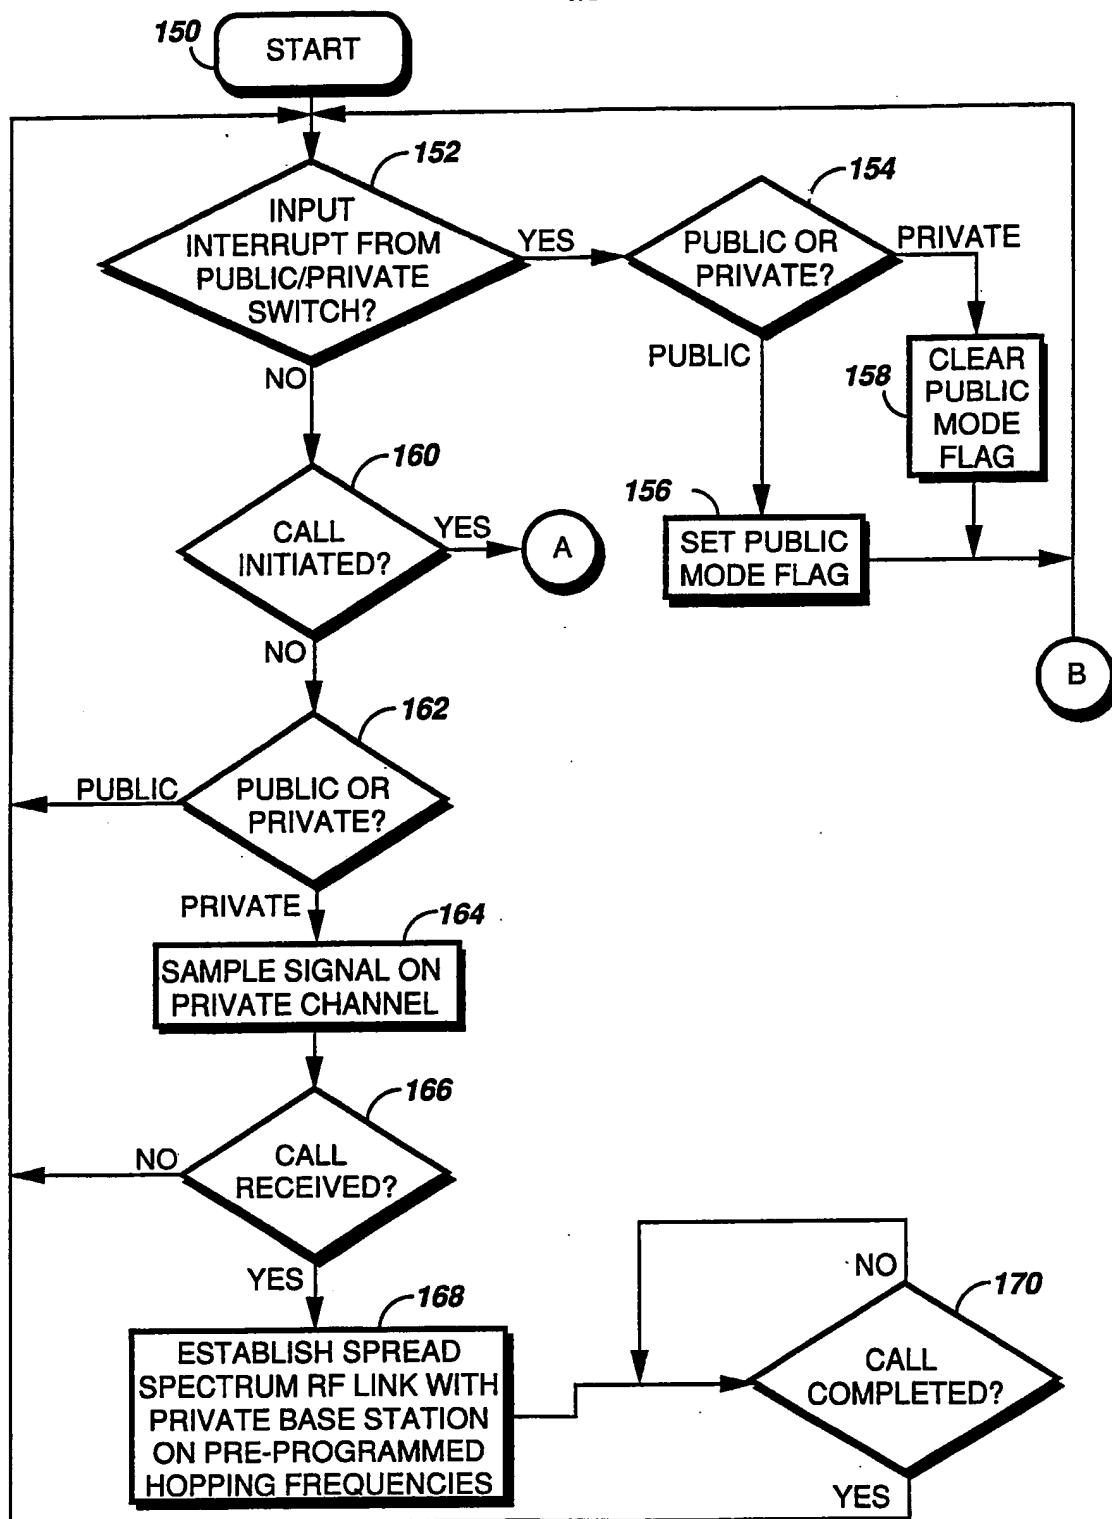 150
START
152
INPUT
INTERRUPT FROM
PUBLIC/PRIVATE
SWITCH?
YES
NO
154
PUBLIC OR
PRIVATE?
PRIVATE
PUBLIC
158
CLEAR
PUBLIC
MODE
FLAG
156
SET PUBLIC
MODE FLAG
160
CALL
INITIATED?
YES
A
NO
B
162
PUBLIC OR
PRIVATE?
PUBLIC
PRIVATE
164
SAMPLE SIGNAL ON
PRIVATE CHANNEL
166
CALL
RECEIVED?
NO
YES
168
ESTABLISH SPREAD
SPECTRUM RF LINK WITH
PRIVATE BASE STATION
ON PRE-PROGRAMMED
HOPPING FREQUENCIES
NO
170
CALL
COMPLETED?
YES